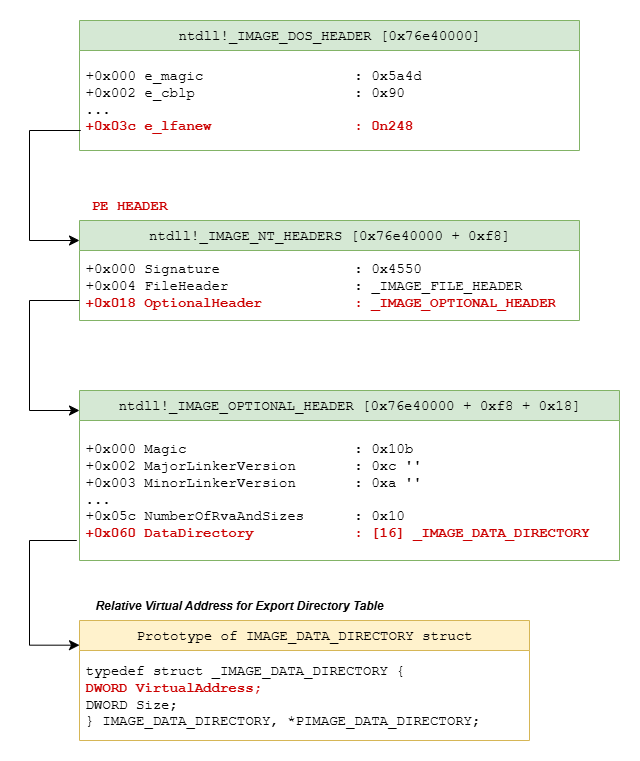 ntdll!_IMAGE_DOS_HEADER [0x76e40000]
+0x000 e_magic : 0x5a4d
+0x002 e_cblp : 0x90
...
+0x03c e_lfanew : 0n248
PE HEADER
ntdll!_IMAGE_NT_HEADERS [0x76e40000 + 0xf8]
+0x000 Signature : 0x4550
+0x004 FileHeader : _IMAGE_FILE_HEADER
+0x018 OptionalHeader : _IMAGE_OPTIONAL_HEADER
ntdll!_IMAGE_OPTIONAL_HEADER [0x76e40000 + 0xf8 + 0x18]
+0x000 Magic : 0x10b
+0x002 MajorLinkerVersion : 0xc ''
+0x003 MinorLinkerVersion : 0xa ''
...
+0x05c NumberOfRvaAndSizes : 0x10
+0x060 DataDirectory : [16] _IMAGE_DATA_DIRECTORY
Relative Virtual Address for Export Directory Table
Prototype of IMAGE_DATA_DIRECTORY struct
typedef struct _IMAGE_DATA_DIRECTORY {
DWORD VirtualAddress;
DWORD Size;
} IMAGE_DATA_DIRECTORY, *PIMAGE_DATA_DIRECTORY;